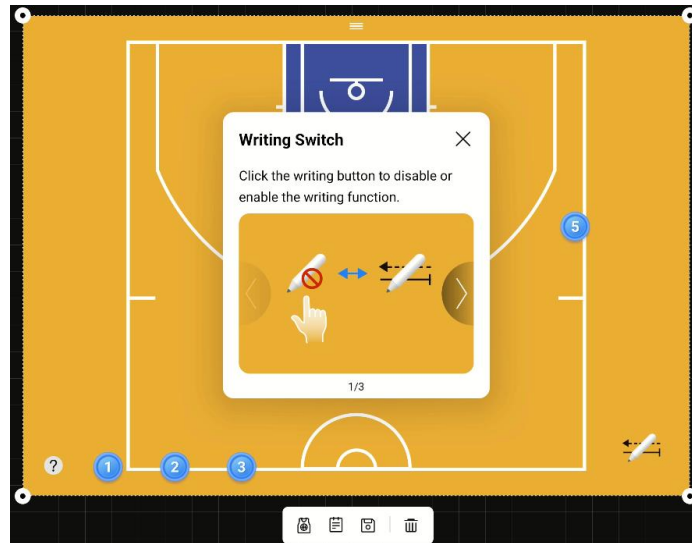 Writing Switch
Click the writing button to disable or
enable the writing function.
5
1/3
?
1
2
3